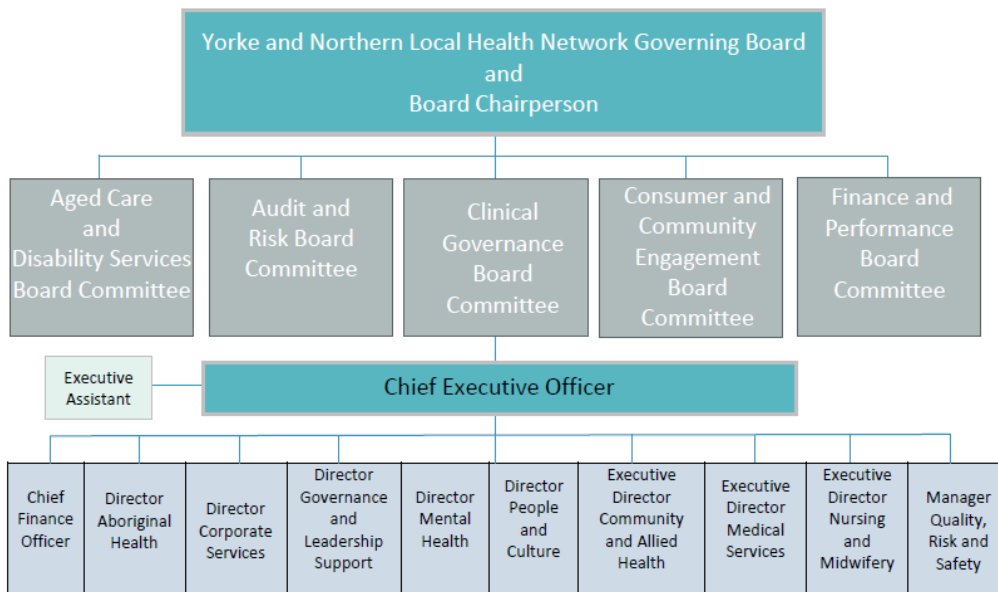 Yorke and Northern Local Health Network Governing Board
and
Board Chairperson
Aged Care
and
Disability Services
Board Committee
Audit and
Risk Board
Committee
Clinical
Governance
Board
Committee
Consumer and
Community
Engagement
Board
Committee
Finance and
Performance
Board
Committee
Executive
Assistant
Chief Executive Officer
Chief
Finance
Officer
Director
Aboriginal
Health
Director
Corporate
Services
Director
Governance
and
Leadership
Support
Director
Mental
Health
Director
People
and
Culture
Executive
Director
Community
and Allied
Health
Executive
Director
Medical
Services
Executive
Director
Nursing
and
Midwifery
Manager
Quality,
Risk and
Safety